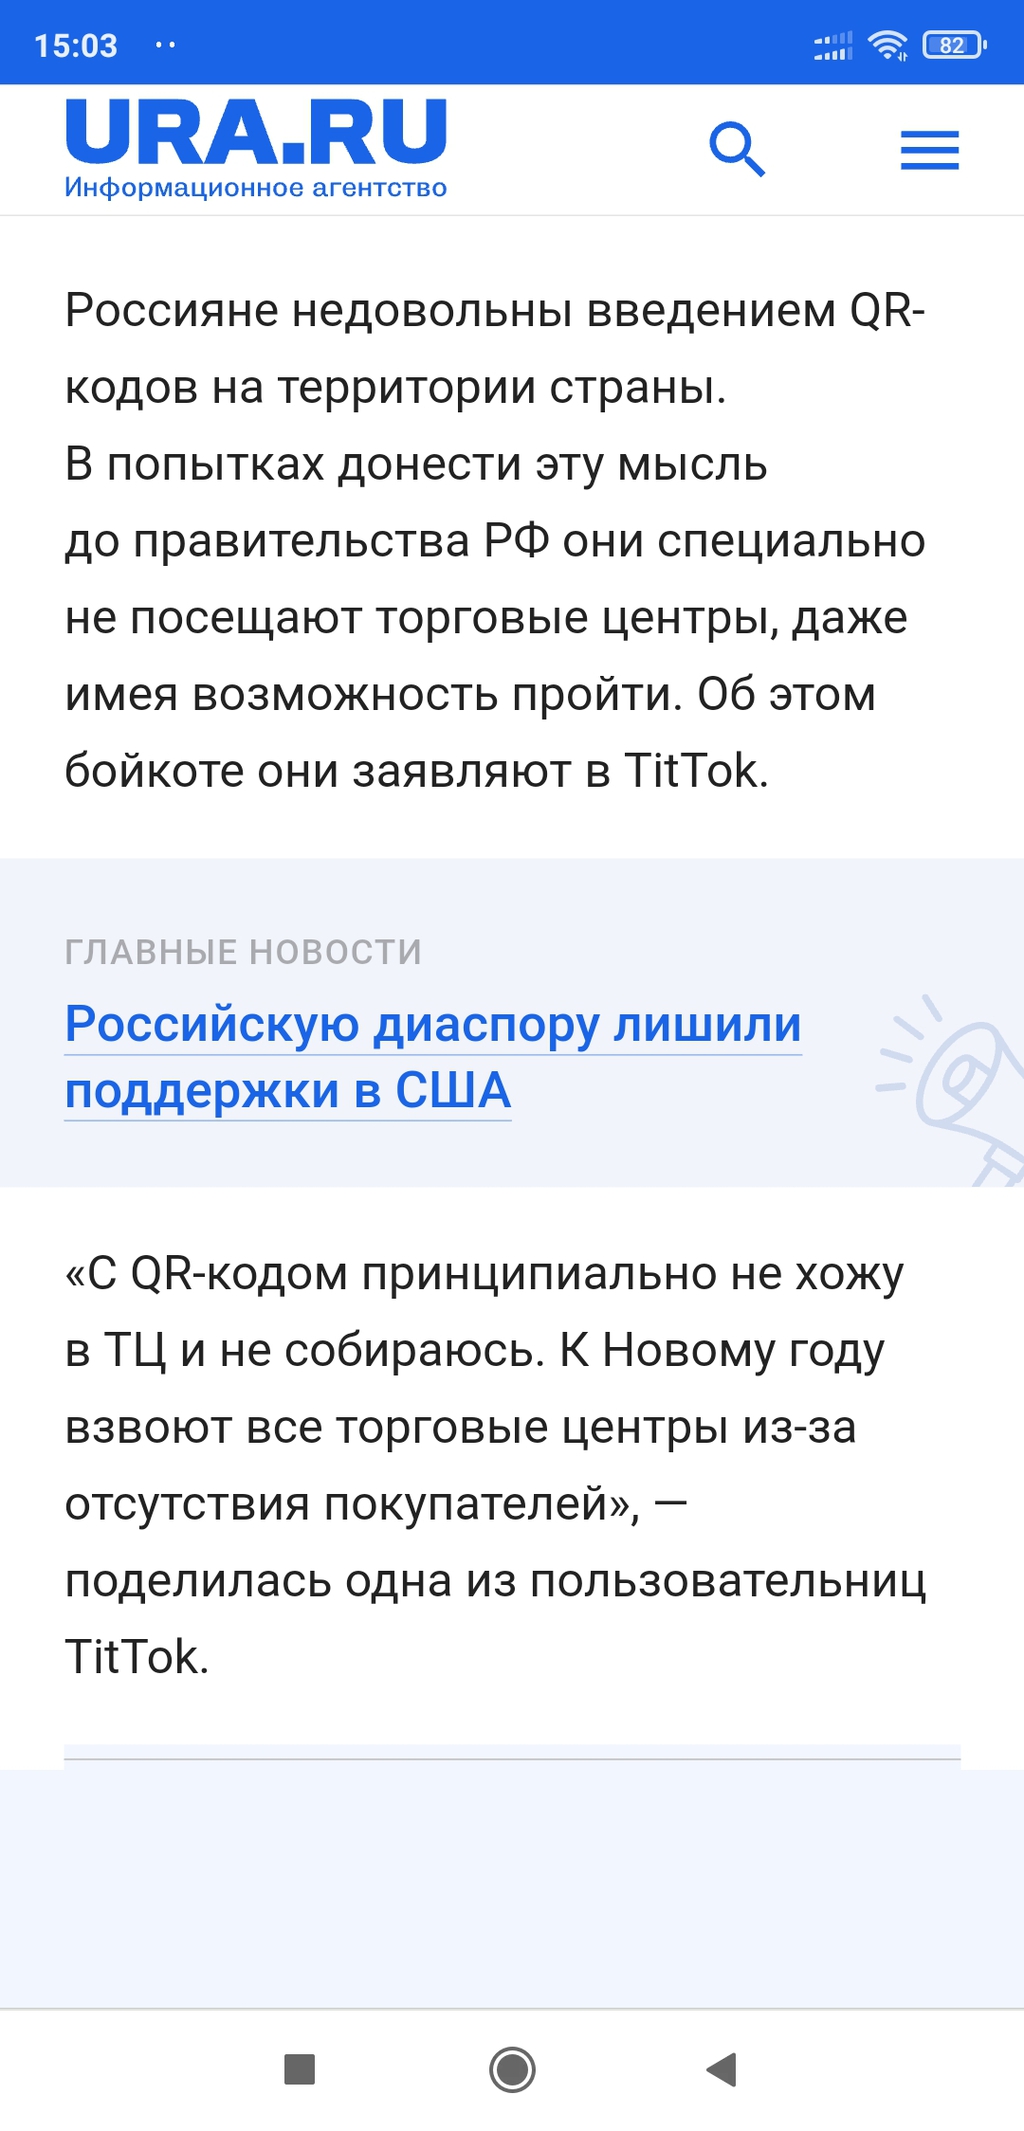 15:03
82
URA.RU
Информационное агентство
Россияне недовольны введением QR-
кодов на территории страны.
В попытках донести эту мысль
до правительства РФ они специально
не посещают торговые центры, даже
имея возможность пройти. Об этом
бойкоте они заявляют в TitTok.
ГЛАВНЫЕ НОВОСТИ
Российскую диаспору лишили
поддержки в США
«С QR-кодом принципиально не хожу
в ТЦ и не собираюсь. К Новому году
взвоют все торговые центры из-за
отсутствия покупателей», —
поделилась одна из пользовательниц
TitTok.